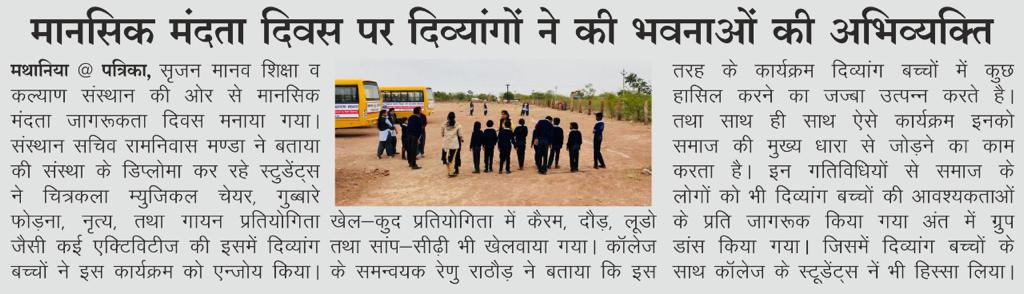 मानसिक मंदता दिवस पर दिव्यांगों ने की भवनाओं की अभिव्यक्ति
मथानिया @ पत्रिका, सृजन मानव शिक्षा व
कल्याण संस्थान की ओर से मानसिक
मंदता जागरूकता दिवस मनाया गया।
संस्थान सचिव रामनिवास मण्डा ने बताया
की संस्था के डिप्लोमा कर रहे स्टुडेंट्स
ने चित्रकला म्युजिकल चेयर, गुब्बारे
फोड़ना, नृत्य, तथा गायन प्रतियोगिता
जैसी कई एक्टिविटीज की इसमें दिव्यांग
बच्चों ने इस कार्यक्रम को एन्जोय किया।
खेल–कुद प्रतियोगिता में कैरम, दौड़, लूडो
तथा सांप–सीढ़ी भी खेलवाया गया। कॉलेज
के समन्वयक रेणु राठौड़ ने बताया कि इस
तरह के कार्यक्रम दिव्यांग बच्चों में कुछ
हासिल करने का जज्बा उत्पन्न करते है।
तथा साथ ही साथ ऐसे कार्यक्रम इनको
समाज की मुख्य धारा से जोड़ने का काम
करता है। इन गतिविधियों से समाज के
लोगों को भी दिव्यांग बच्चों की आवश्यकताओं
के प्रति जागरूक किया गया अंत में ग्रुप
डांस किया गया। जिसमें दिव्यांग बच्चों के
साथ कॉलेज के स्टूडेंट्स नें भी हिस्सा लिया।